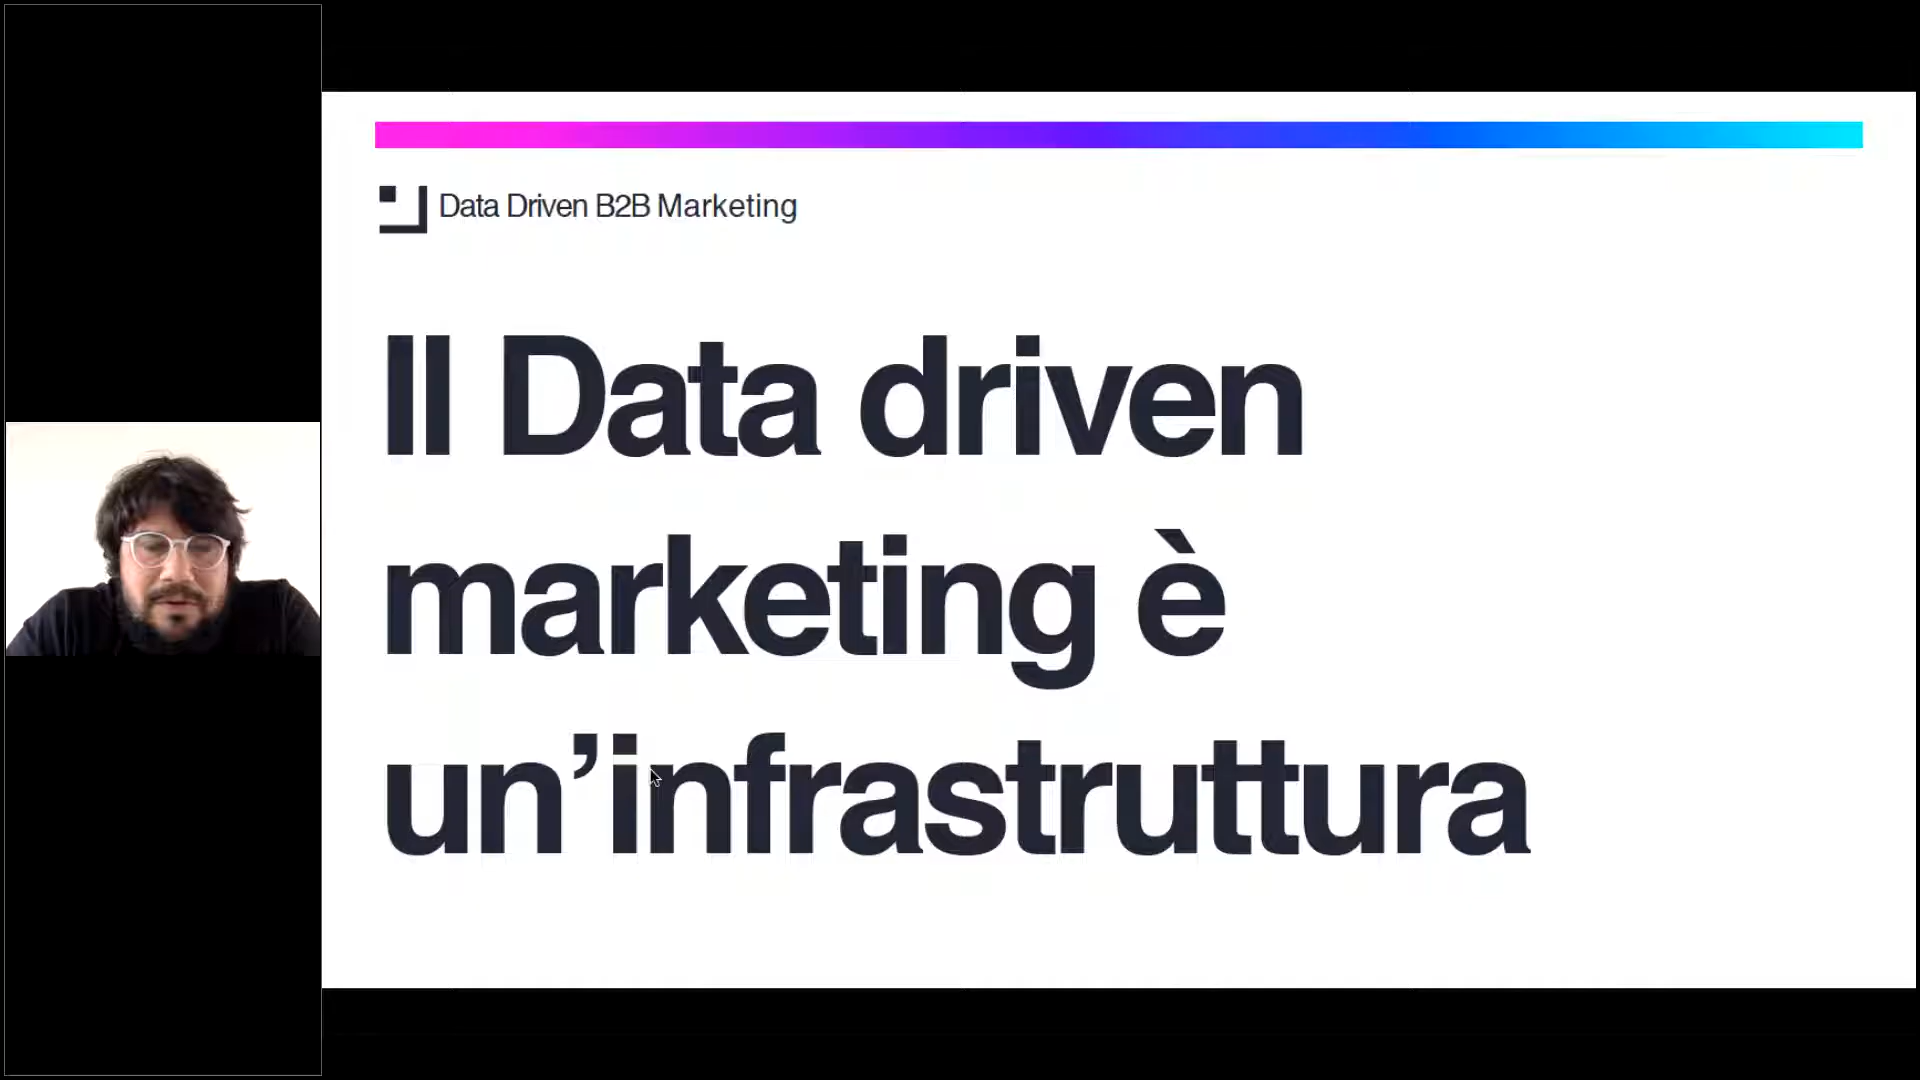 Data Driven B2B Marketing
Il Data driven
marketing è
un’infrastruttura